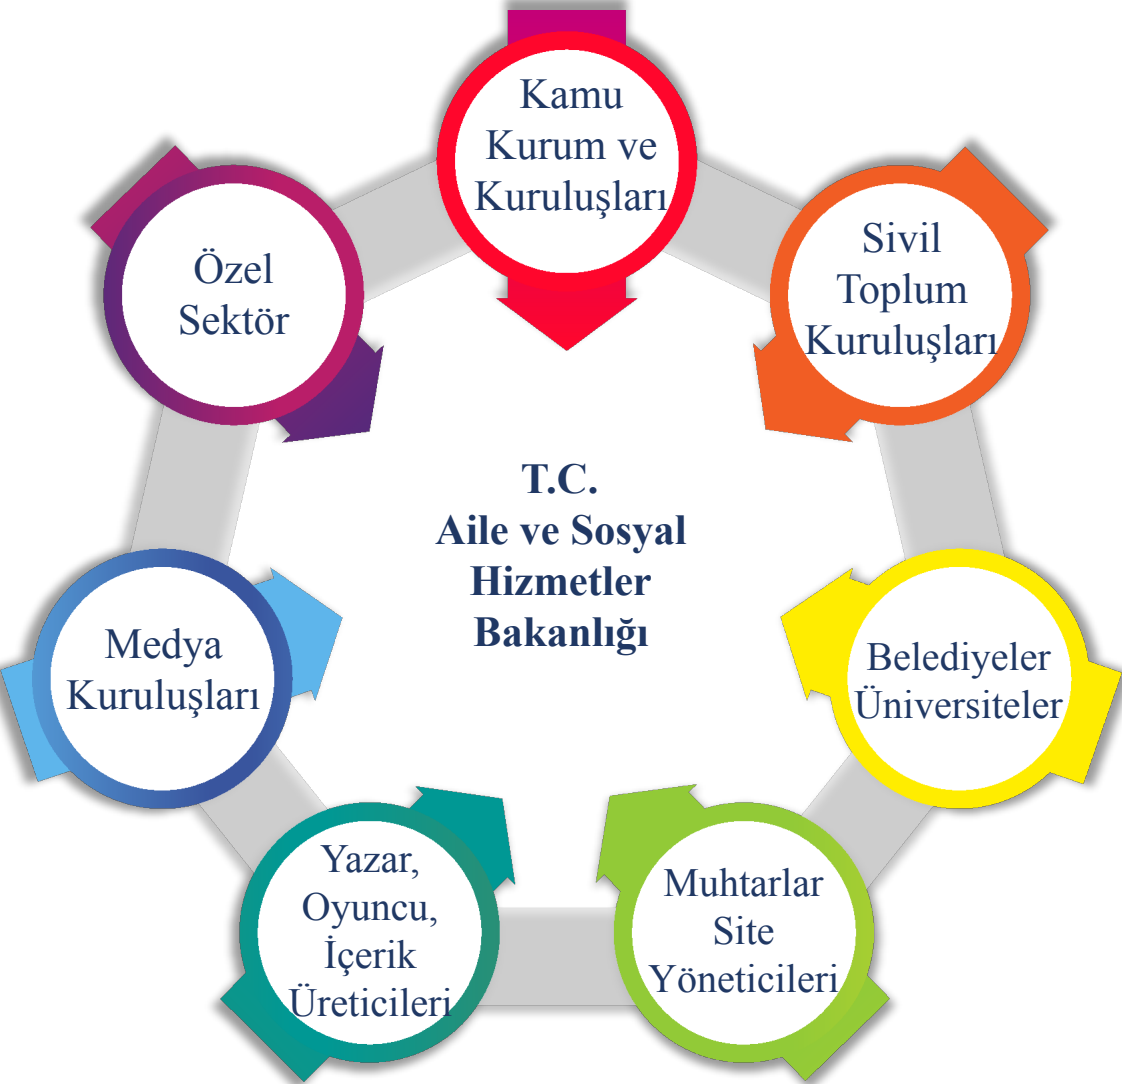 Kamu
Kurum ve
Kuruluşları
Sivil
Toplum
Kuruluşları
Özel
Sektör
T.C.
Aile ve Sosyal
Hizmetler
Bakanlığı
Medya
Kuruluşları
Belediyeler
Üniversiteler
Yazar,
Oyuncu,
İçerik
Üreticileri
Muhtarlar
Site
Yöneticileri